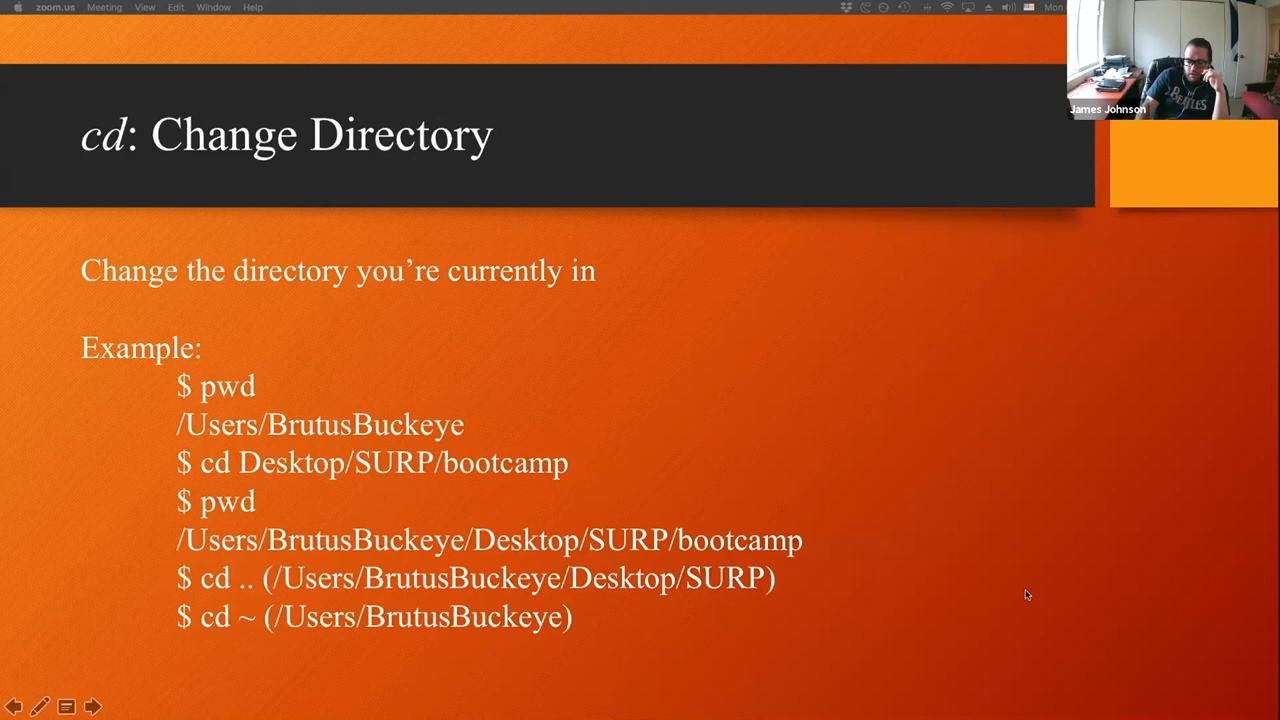 zoom.us Meeting View Edit Window Help Mon
James Johnson
cd: Change Directory
Change the directory you’re currently in
Example:
$ pwd
/Users/BrutusBuckeye
$ cd Desktop/SURP/bootcamp
$ pwd
/Users/BrutusBuckeye/Desktop/SURP/bootcamp
$ cd .. (/Users/BrutusBuckeye/Desktop/SURP)
$ cd ~ (/Users/BrutusBuckeye)